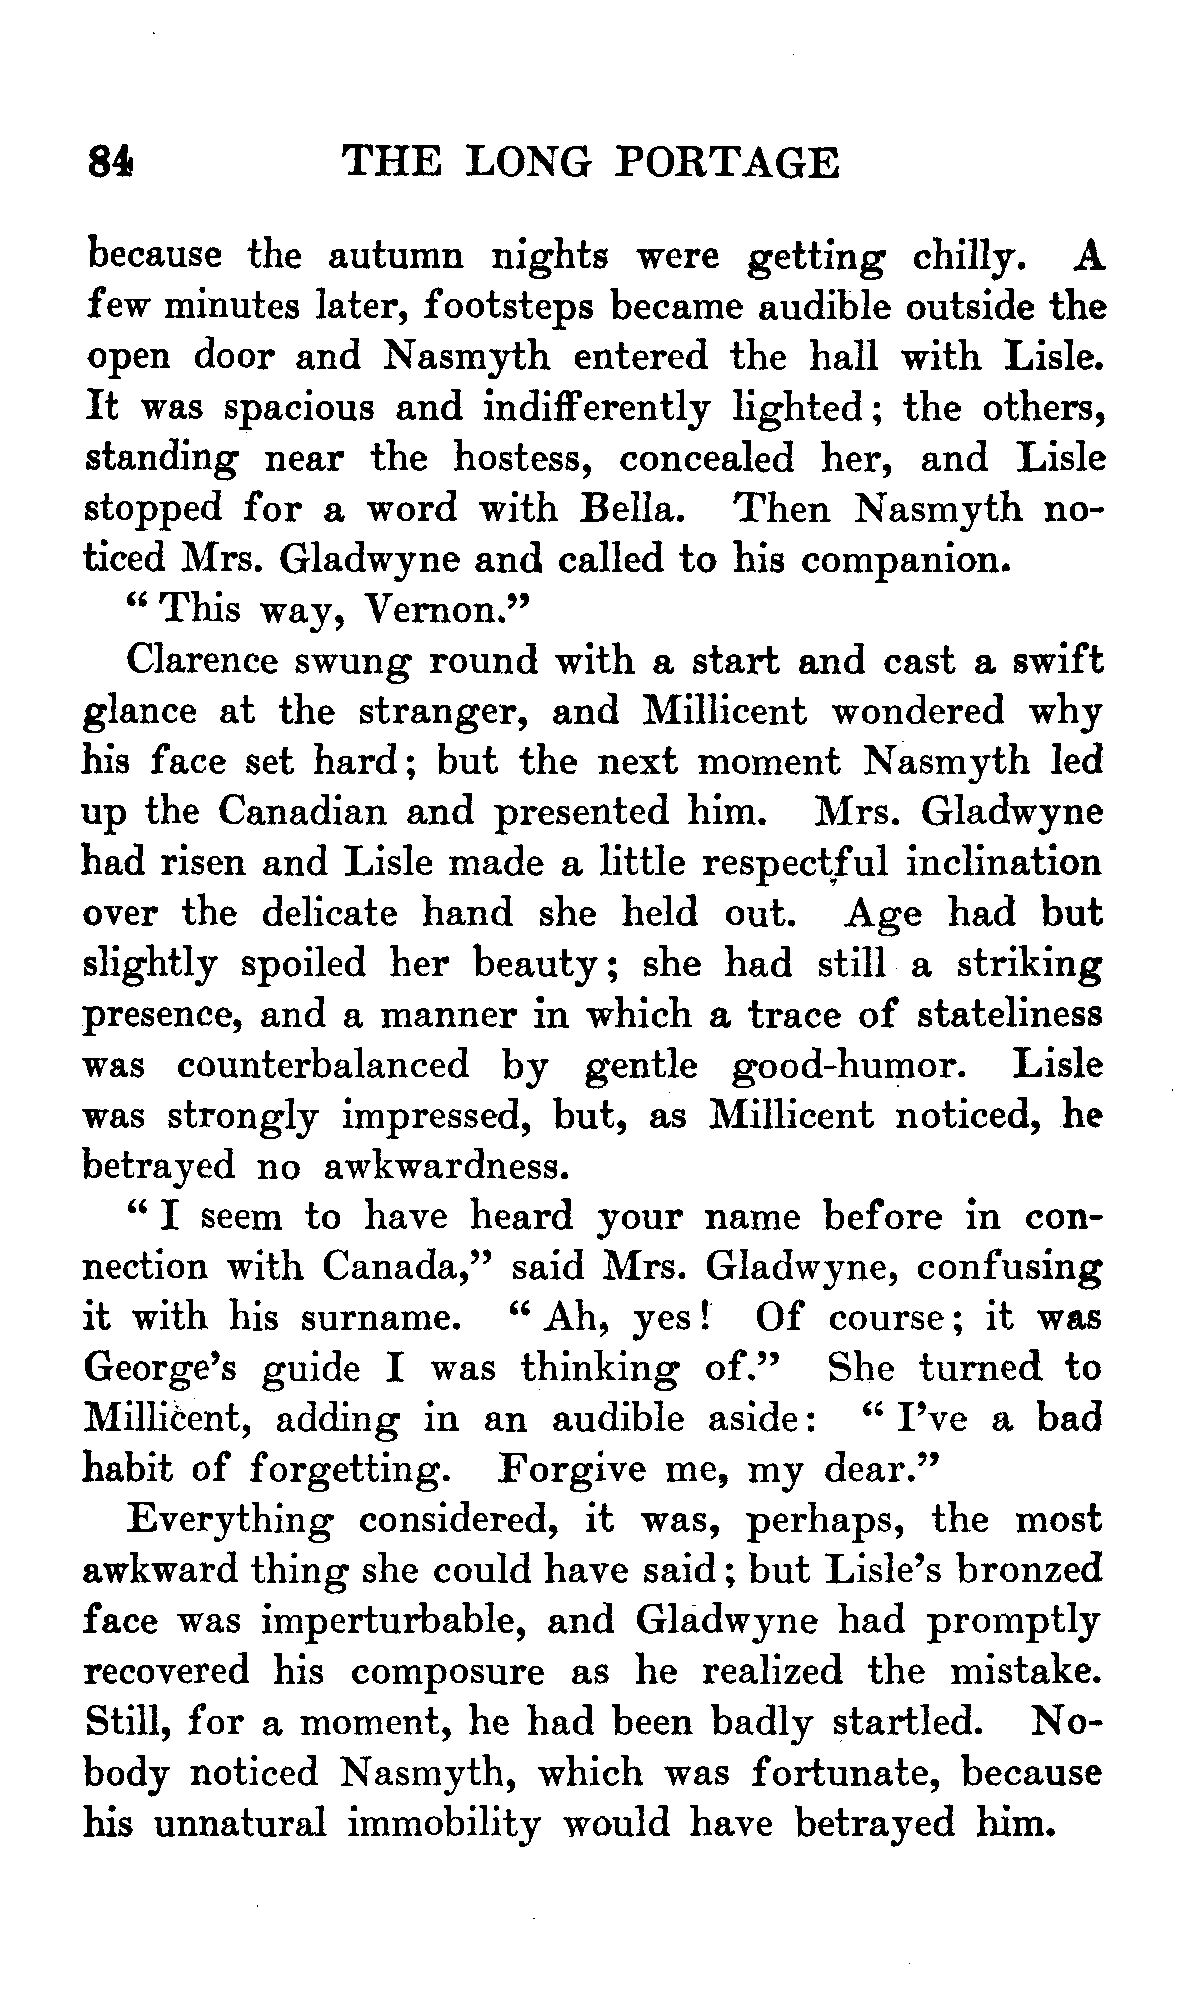 84 THE LONG PORTAGE
because the autumn nights were getting chilly. A
few minutes later, footsteps became audible outside the
open door and Nasmyth entered the hall with Lisle.
It was spacious and indifferently lighted; the others,
standing near the hostess, concealed her, and Lisle
stopped for a word with Bella. Then Nasmyth no-
ticed Mrs. Gladwyne and called to his companion.
“ This way, Vernon.”
Clarence swung round with a start and cast a swift
glance at the stranger, and Millicent wondered why
his face set hard; but the next moment Nasmyth led
up the Canadian and presented him. Mrs. Gladwyne
had risen and Lisle made a little respectful inclination
over the delicate hand she held out. Age had but
slightly spoiled her beauty; she had still a striking
presence, and a manner in which a trace of stateliness
was counterbalanced by gentle good-humor. Lisle
was strongly impressed, but, as Millicent noticed, he
betrayed no awkwardness.
“ I seem to have heard your name before in con-
nection with Canada,” said Mrs. Gladwyne, confusing
it with his surname. “ Ah, yes! Of course; it was
George’s guide I was thinking of.” She turned to
Millicent, adding in an audible aside: “ I’ve a bad
habit of forgetting. Forgive me, my dear.”
Everything considered, it was, perhaps, the most
awkward thing she could have said; but Lisle’s bronzed
face was imperturbable, and Gladwyne had promptly
recovered his composure as he realized the mistake.
Still, for a moment, he had been badly startled. No-
body noticed Nasmyth, which was fortunate, because
his unnatural immobility would have betrayed him.